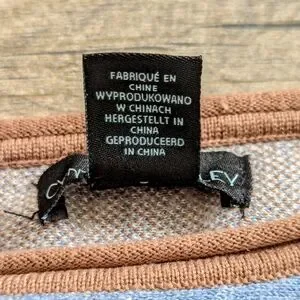 FABRIQUÉ EN
CHINE
WYPRODUKOWANO
W CHINACH
HERGESTELLT IN
CHINA
GEPRODUCEERD
IN CHINA